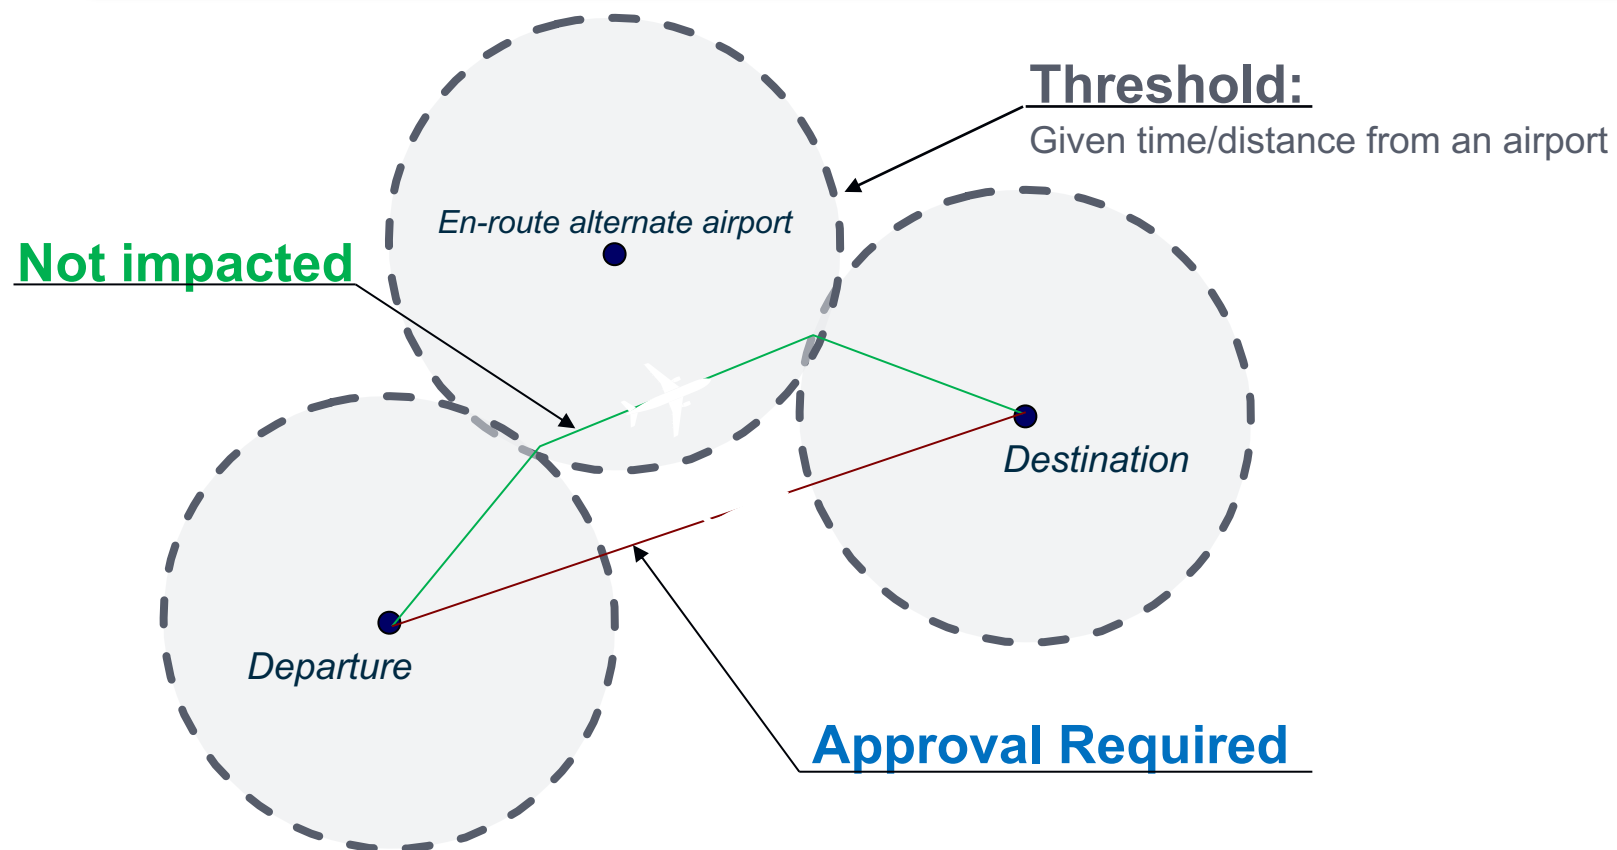 Threshold:
Given time/distance from an airport
En-route alternate airport
Not impacted
Destination
Departure
Approval Required